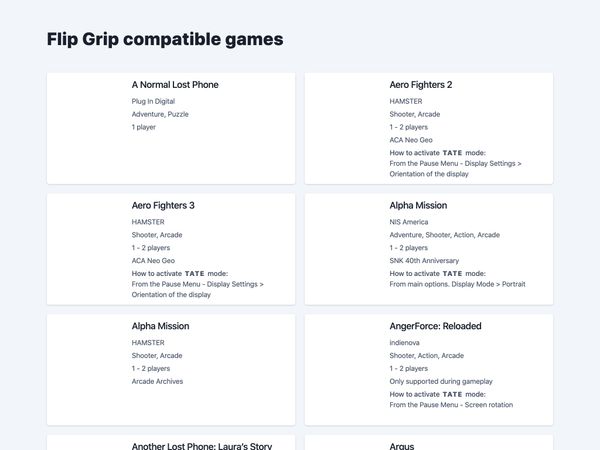 Flip Grip compatible games
A Normal Lost Phone
Plug In Digital
Adventure, Puzzle
1 player
Aero Fighters 2
HAMSTER
Shooter, Arcade
1 - 2 players
ACA Neo Geo
How to activate TATE mode:
From the Pause Menu - Display Settings >
Orientation of the display
Aero Fighters 3
HAMSTER
Shooter, Arcade
1 - 2 players
ACA Neo Geo
How to activate TATE mode:
From the Pause Menu - Display Settings >
Orientation of the display
Alpha Mission
NIS America
Adventure, Shooter, Action, Arcade
1 - 2 players
SNK 40th Anniversary
How to activate TATE mode:
From main options. Display Mode > Portrait
Alpha Mission
HAMSTER
Shooter, Arcade
1 - 2 players
Arcade Archives
AngerForce: Reloaded
indienova
Shooter, Action, Arcade
1 - 2 players
Only supported during gameplay
How to activate TATE mode:
From the Pause Menu - Screen rotation
Another Lost Phone: Laura's Story
Argus